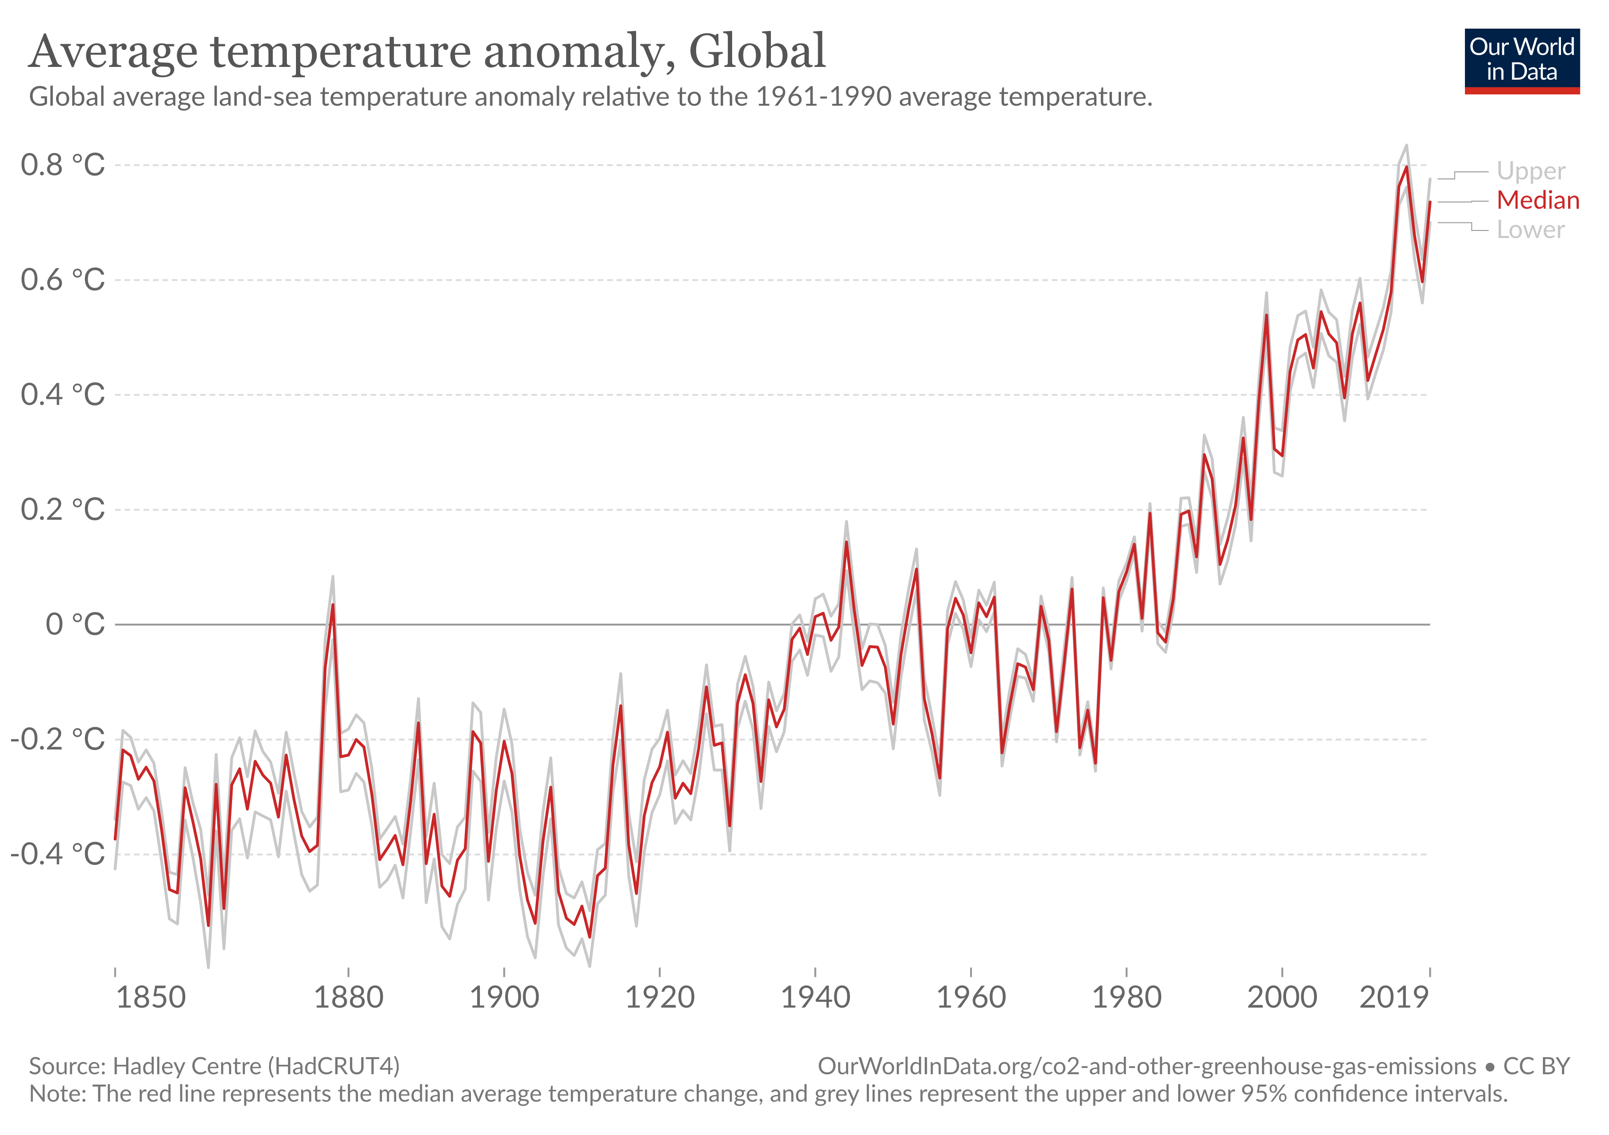 Average temperature anomaly, Global
Our World
in Data
Global average land-sea temperature anomaly relative to the 1961-1990 average temperature.
0.8 °C
0.6 °C
0.4 °C
0.2 °C
0 °C
-0.2 °C
-0.4 °C
Upper
Median
Lower
1850 1880 1900 1920 1940 1960 1980 2000 2019
Source: Hadley Centre (HadCRUT4)
OurWorldInData.org/co2-and-other-greenhouse-gas-emissions • CC BY
Note: The red line represents the median average temperature change, and grey lines represent the upper and lower 95% confidence intervals.